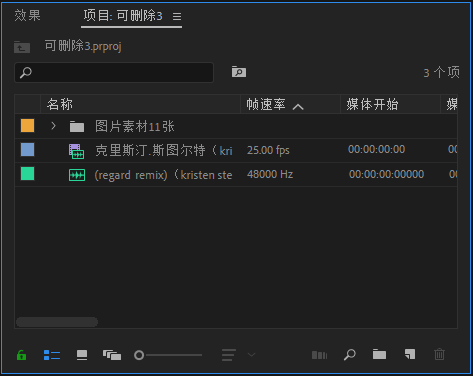 效果 项目: 可删除3
可删除3.prproj
3 个项
名称 帧速率 媒体开始
图片素材11张
克里斯汀.斯图尔特（kri 25.00 fps 00:00:00:00 00
(regard remix)（kristen ste 48000 Hz 00:00:00:00000 00